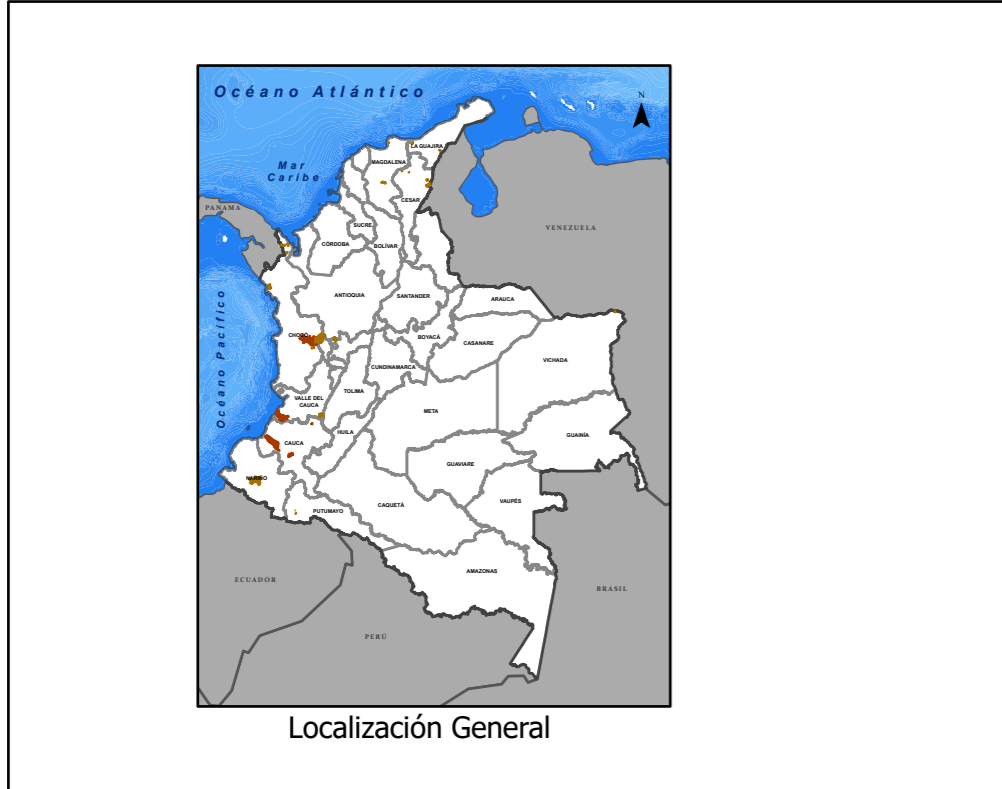 Océano Atlántico
N
LA GUAJIRA
MAGDALENA
Mar
Caribe
CESAR
PANAMA
SUCRE
VENEZUELA
CÓRDOBA
BOLÍVAR
ANTIOQUIA
SANTANDER
ARAUCA
Océano Pacífico
CHOCÓ
BOYACÁ
CASANARE
VICHADA
CUNDINAMARCA
VALLE DEL
CAUCA
TOLIMA
META
HUILA
CAUCA
GUAINÍA
GUAVIARE
NARIÑO
VAUPÉS
CAQUETÁ
PUTUMAYO
AMAZONAS
ECUADOR
BRASIL
PERÚ
Localización General